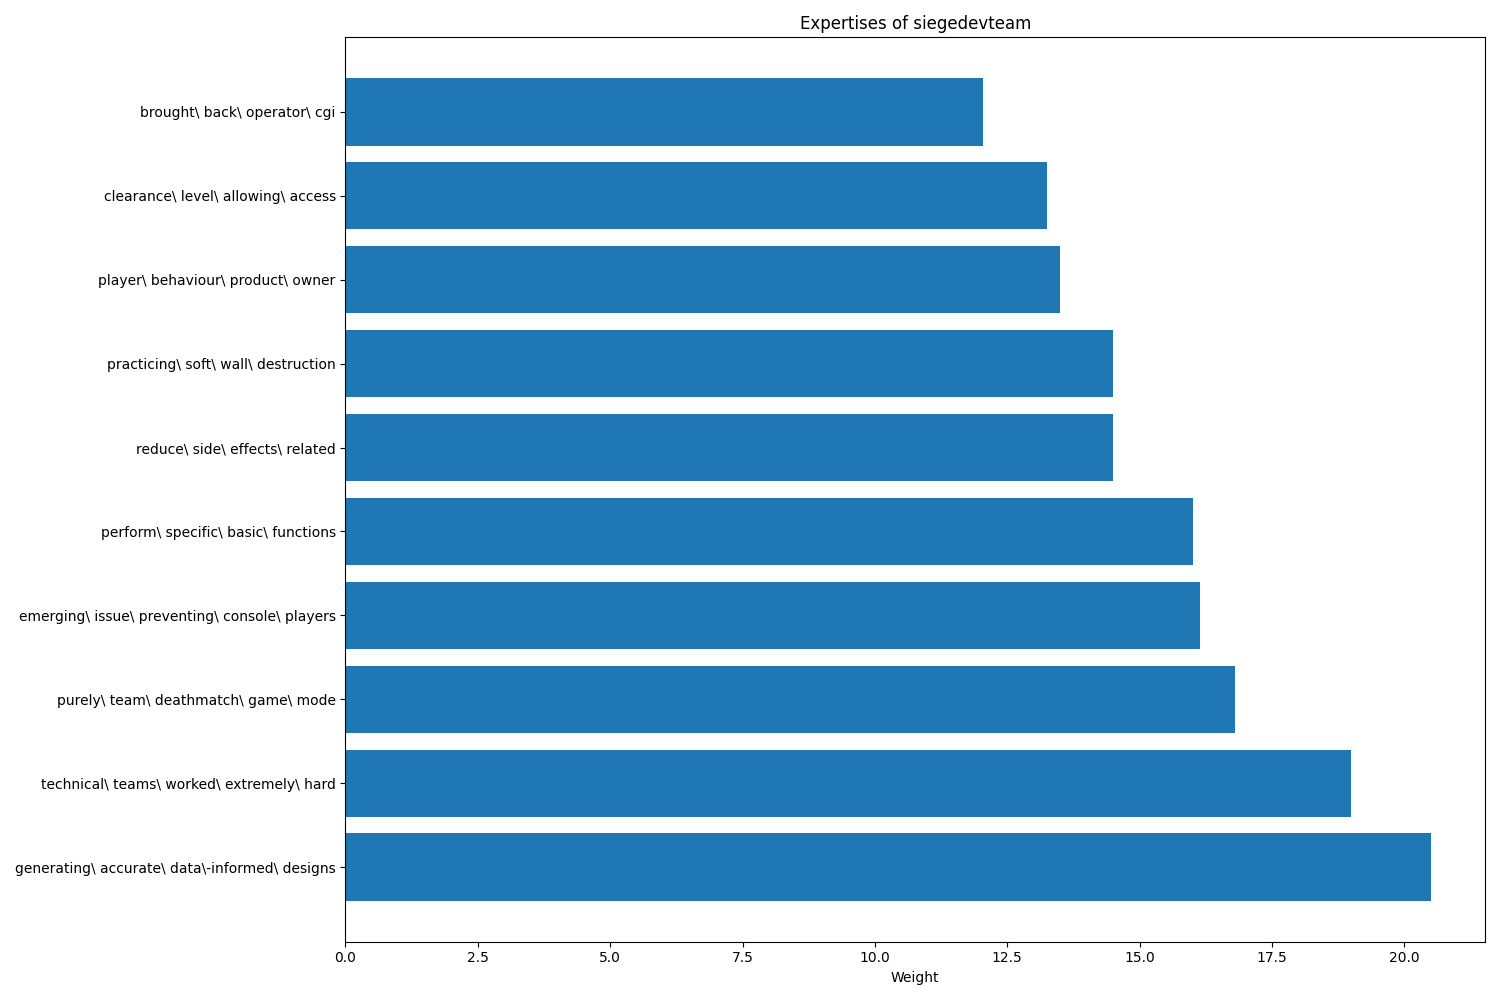 Expertises of siegedevteam
brought\ back\ operator\ cgi
clearance\ level\ allowing\ access
player\ behaviour\ product\ owner
practicing\ soft\ wall\ destruction
reduce\ side\ effects\ related
perform\ specific\ basic\ functions
emerging\ issue\ preventing\ console\ players
purely\ team\ deathmatch\ game\ mode
technical\ teams\ worked\ extremely\ hard
generating\ accurate\ data\-informed\ designs
0.0 2.5 5.0 7.5 10.0 12.5 15.0 17.5 20.0
Weight